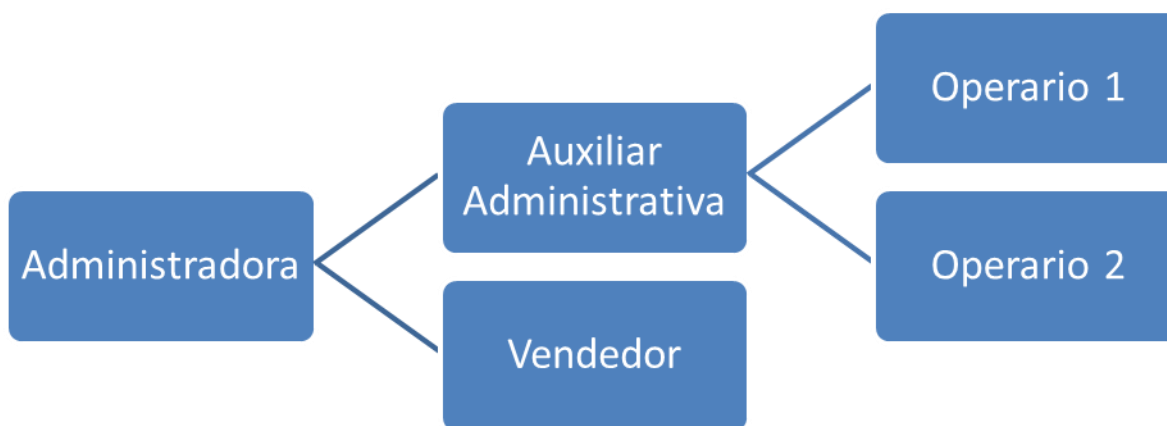 Administradora
Auxiliar
Administrativa
Vendedor
Operario 1
Operario 2